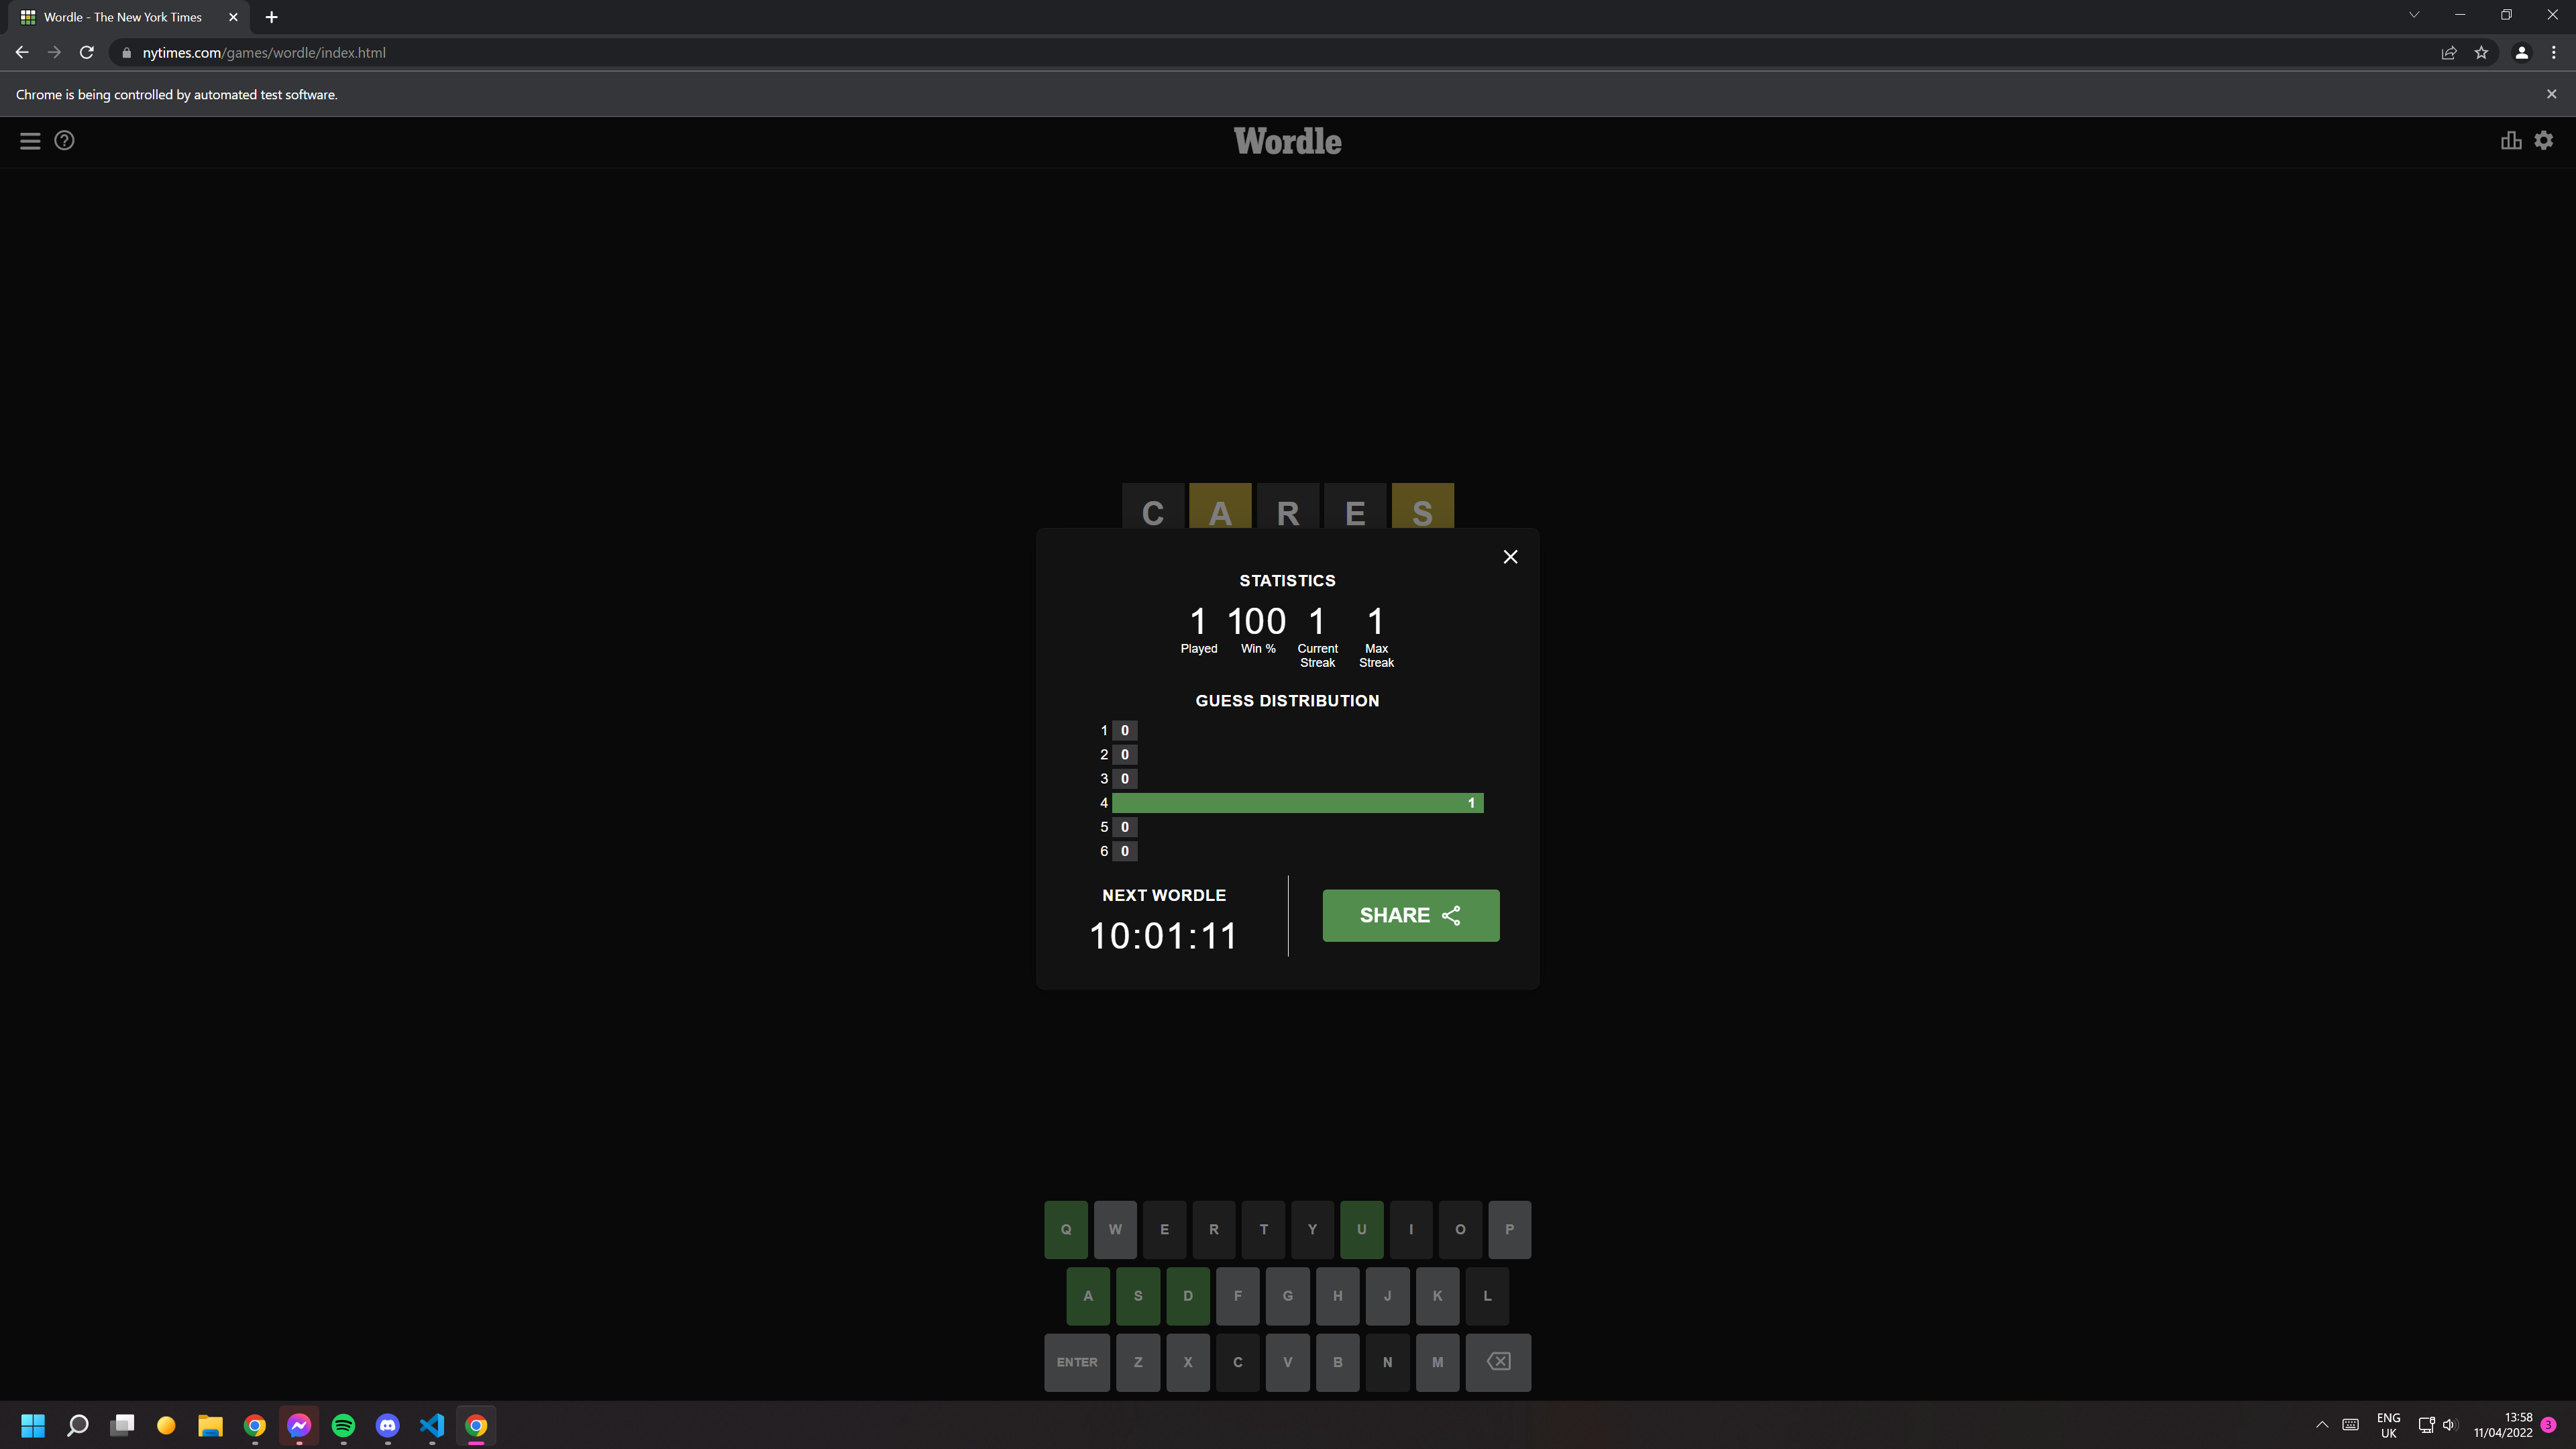 Wordle - The New York Times
nytimes.com/games/wordle/index.html
Chrome is being controlled by automated test software.
Wordle
C A R E S
STATISTICS
1 100 1 1
Played Win % Current Streak Max Streak
GUESS DISTRIBUTION
1 0
2 0
3 0
4 1
5 0
6 0
NEXT WORDLE
10:01:11
SHARE
Q W E R T Y U I O P
A S D F G H J K L
ENTER Z X C V B N M
ENG
UK
13:58
11/04/2022
3